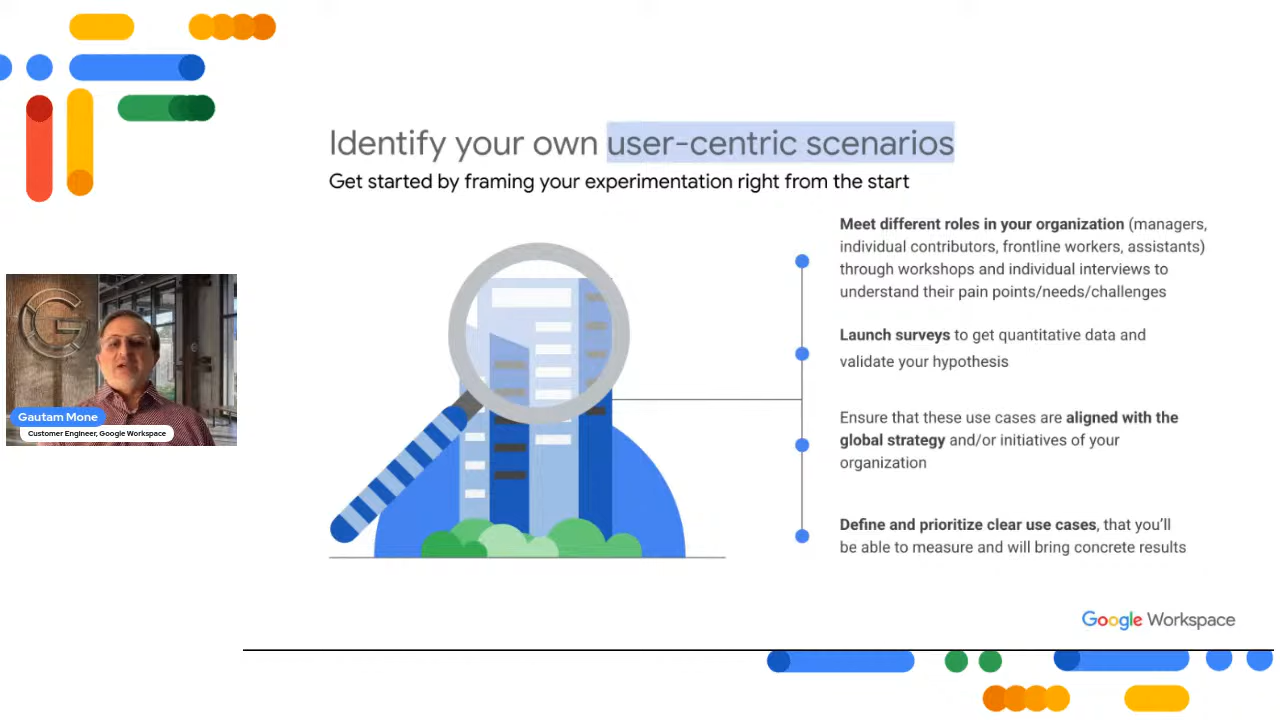 Identify your own user-centric scenarios
Get started by framing your experimentation right from the start
Meet different roles in your organization (managers,
individual contributors, frontline workers, assistants)
through workshops and individual interviews to
understand their pain points/needs/challenges
Launch surveys to get quantitative data and
validate your hypothesis
Ensure that these use cases are aligned with the
global strategy and/or initiatives of your
organization
Define and prioritize clear use cases, that you’ll
be able to measure and will bring concrete results
G
Gautam Mone
Customer Engineer, Google Workspace
Google Workspace